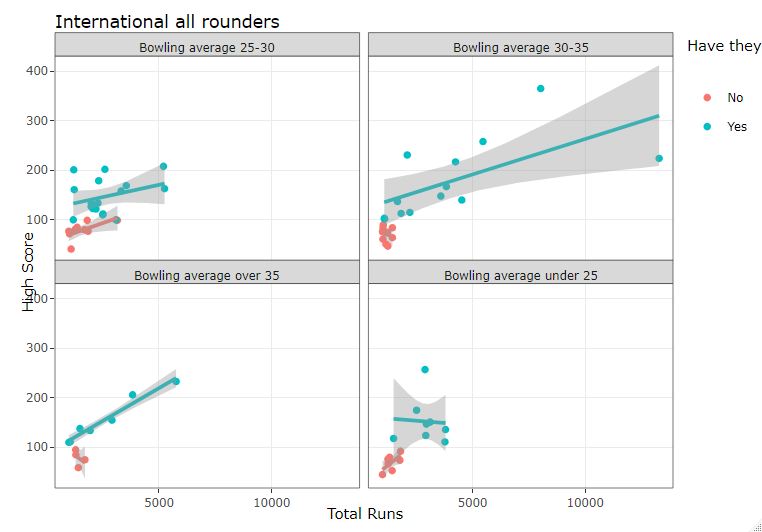 International all rounders
Bowling average 25-30
Bowling average 30-35
Have they
No
Yes
400
300
200
100
High Score
Bowling average over 35
Bowling average under 25
400
300
200
100
5000
10000
5000
10000
Total Runs